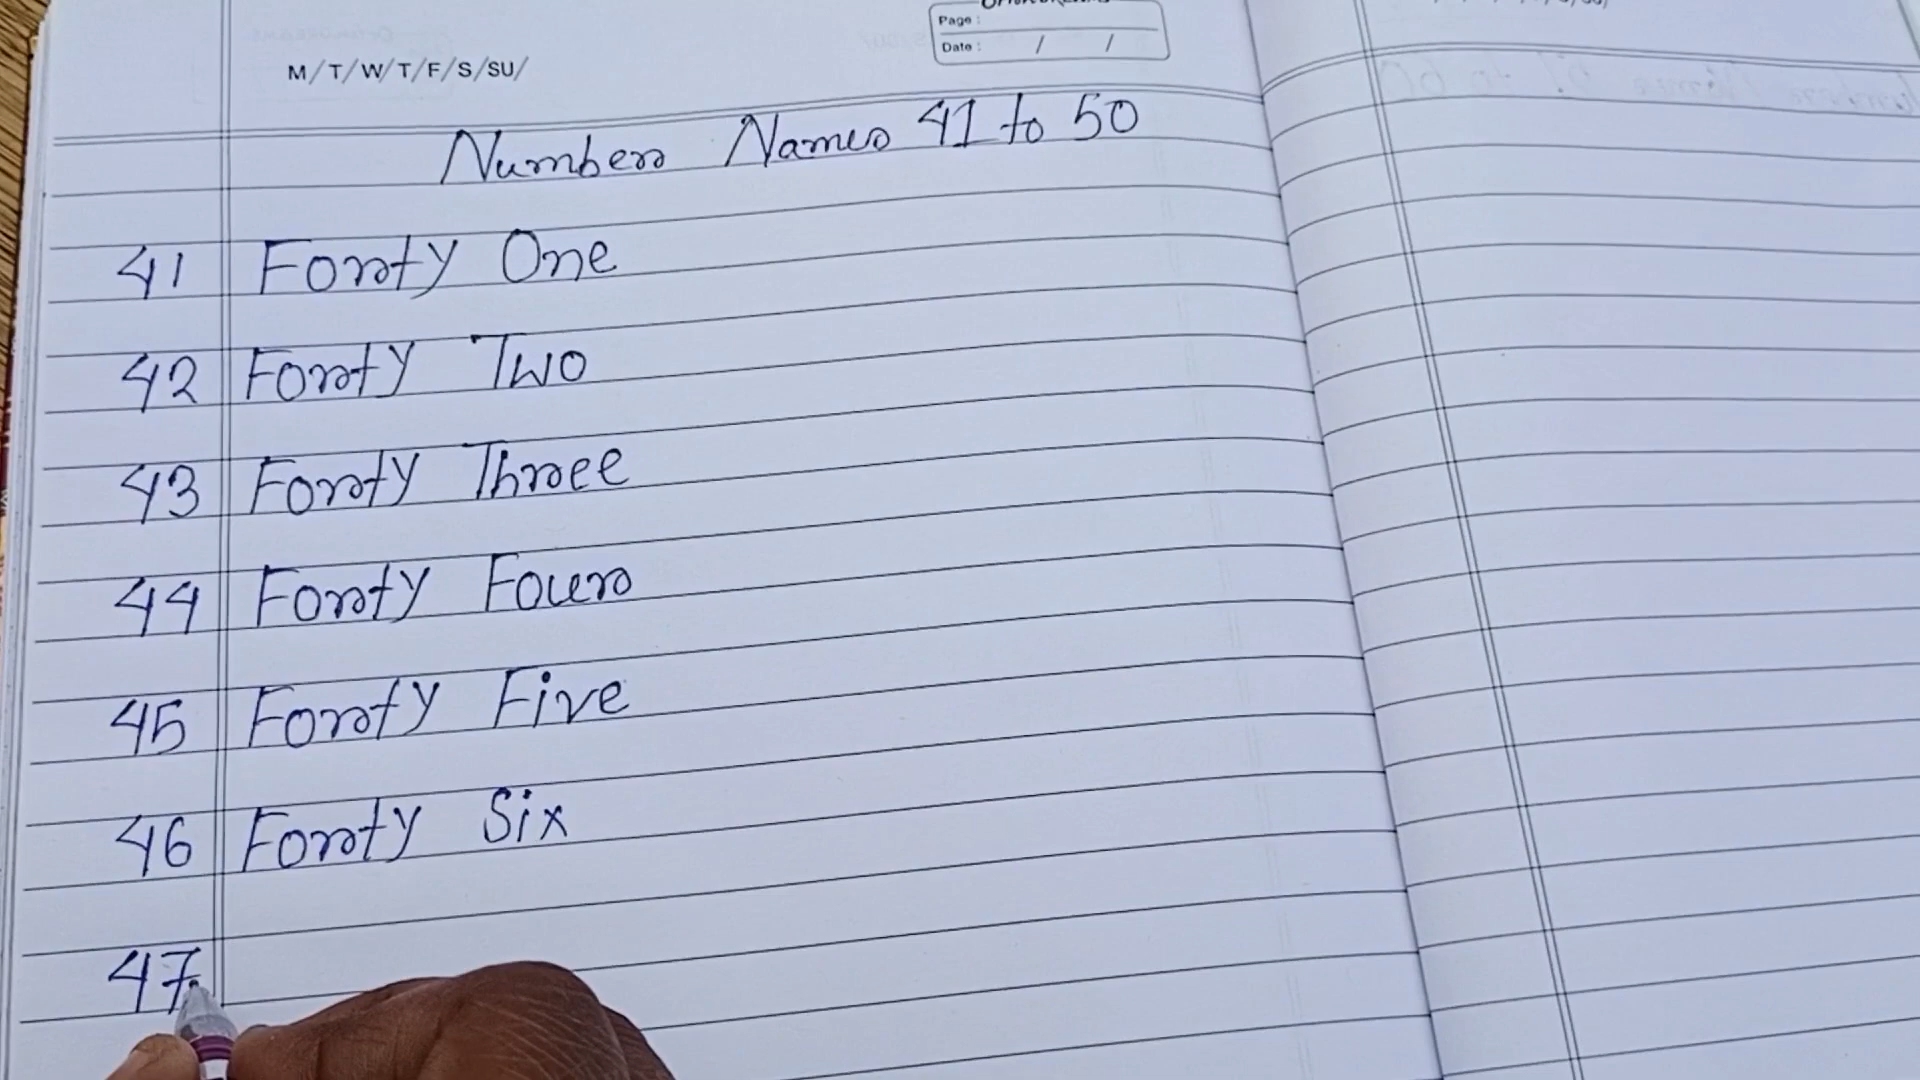 Page :
Date : / /
M/T/W/T/F/S/SU/
Number Names 41 to 50
41 Forty One
42 Forty Two
43 Forty Three
44 Forty Four
45 Forty Five
46 Forty Six
47